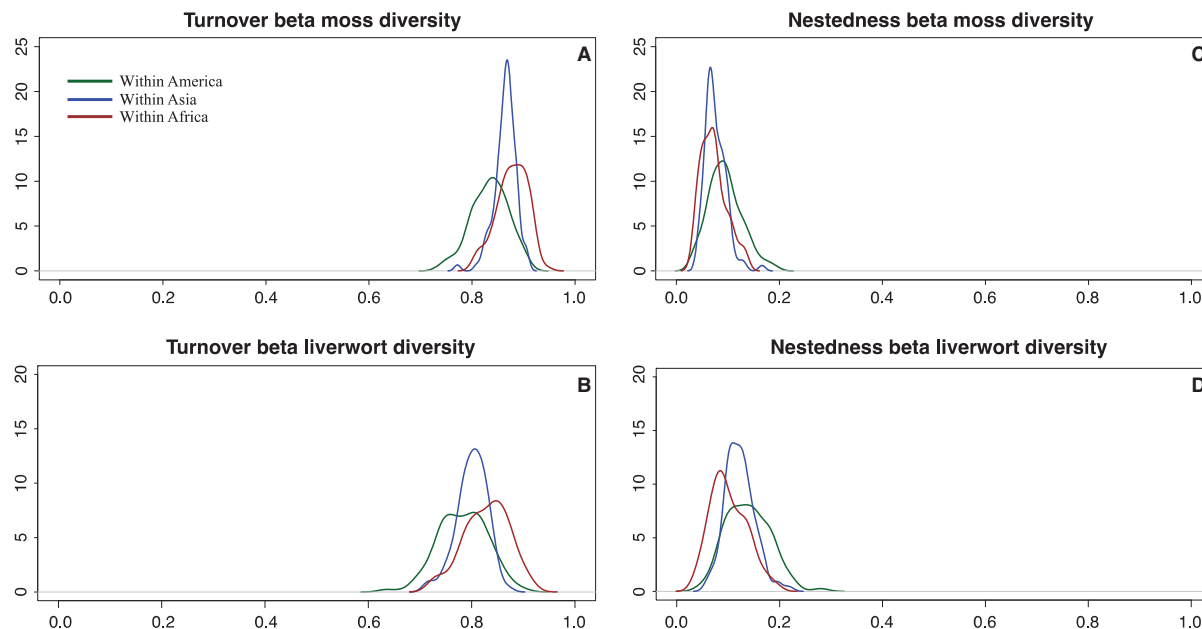 Turnover beta moss diversity
A
25
20
15
10
5
0
Within America
Within Asia
Within Africa
0.0 0.2 0.4 0.6 0.8 1.0
Nestedness beta moss diversity
C
25
20
15
10
5
0
0.0 0.2 0.4 0.6 0.8 1.0
Turnover beta liverwort diversity
B
20
15
10
5
0
0.0 0.2 0.4 0.6 0.8 1.0
Nestedness beta liverwort diversity
D
20
15
10
5
0
0.0 0.2 0.4 0.6 0.8 1.0